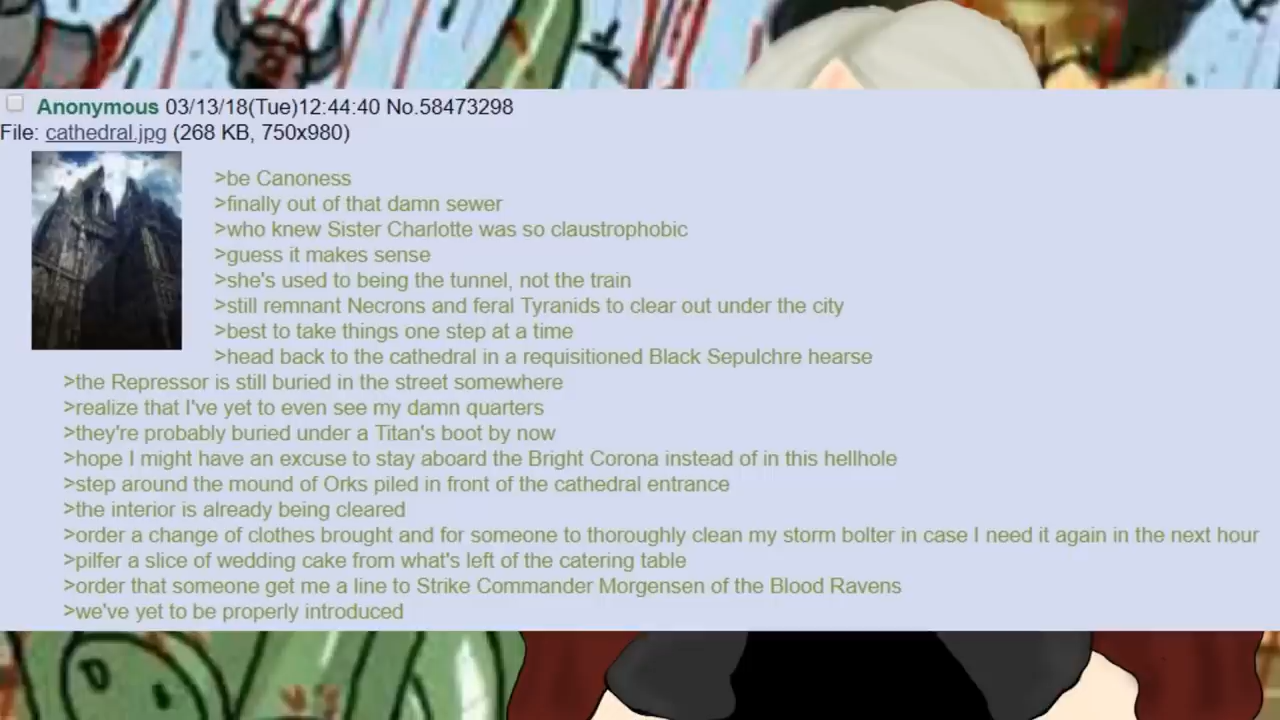 Anonymous 03/13/18(Tue)12:44:40 No.58473298
File: cathedral.jpg (268 KB, 750x980)
>be Canoness
>finally out of that damn sewer
>who knew Sister Charlotte was so claustrophobic
>guess it makes sense
>she's used to being the tunnel, not the train
>still remnant Necrons and feral Tyranids to clear out under the city
>best to take things one step at a time
>head back to the cathedral in a requisitioned Black Sepulchre hearse
>the Repressor is still buried in the street somewhere
>realize that I've yet to even see my damn quarters
>they're probably buried under a Titan's boot by now
>hope I might have an excuse to stay aboard the Bright Corona instead of in this hellhole
>step around the mound of Orks piled in front of the cathedral entrance
>the interior is already being cleared
>order a change of clothes brought and for someone to thoroughly clean my storm bolter in case I need it again in the next hour
>pilfer a slice of wedding cake from what's left of the catering table
>order that someone get me a line to Strike Commander Morgensen of the Blood Ravens
>we've yet to be properly introduced